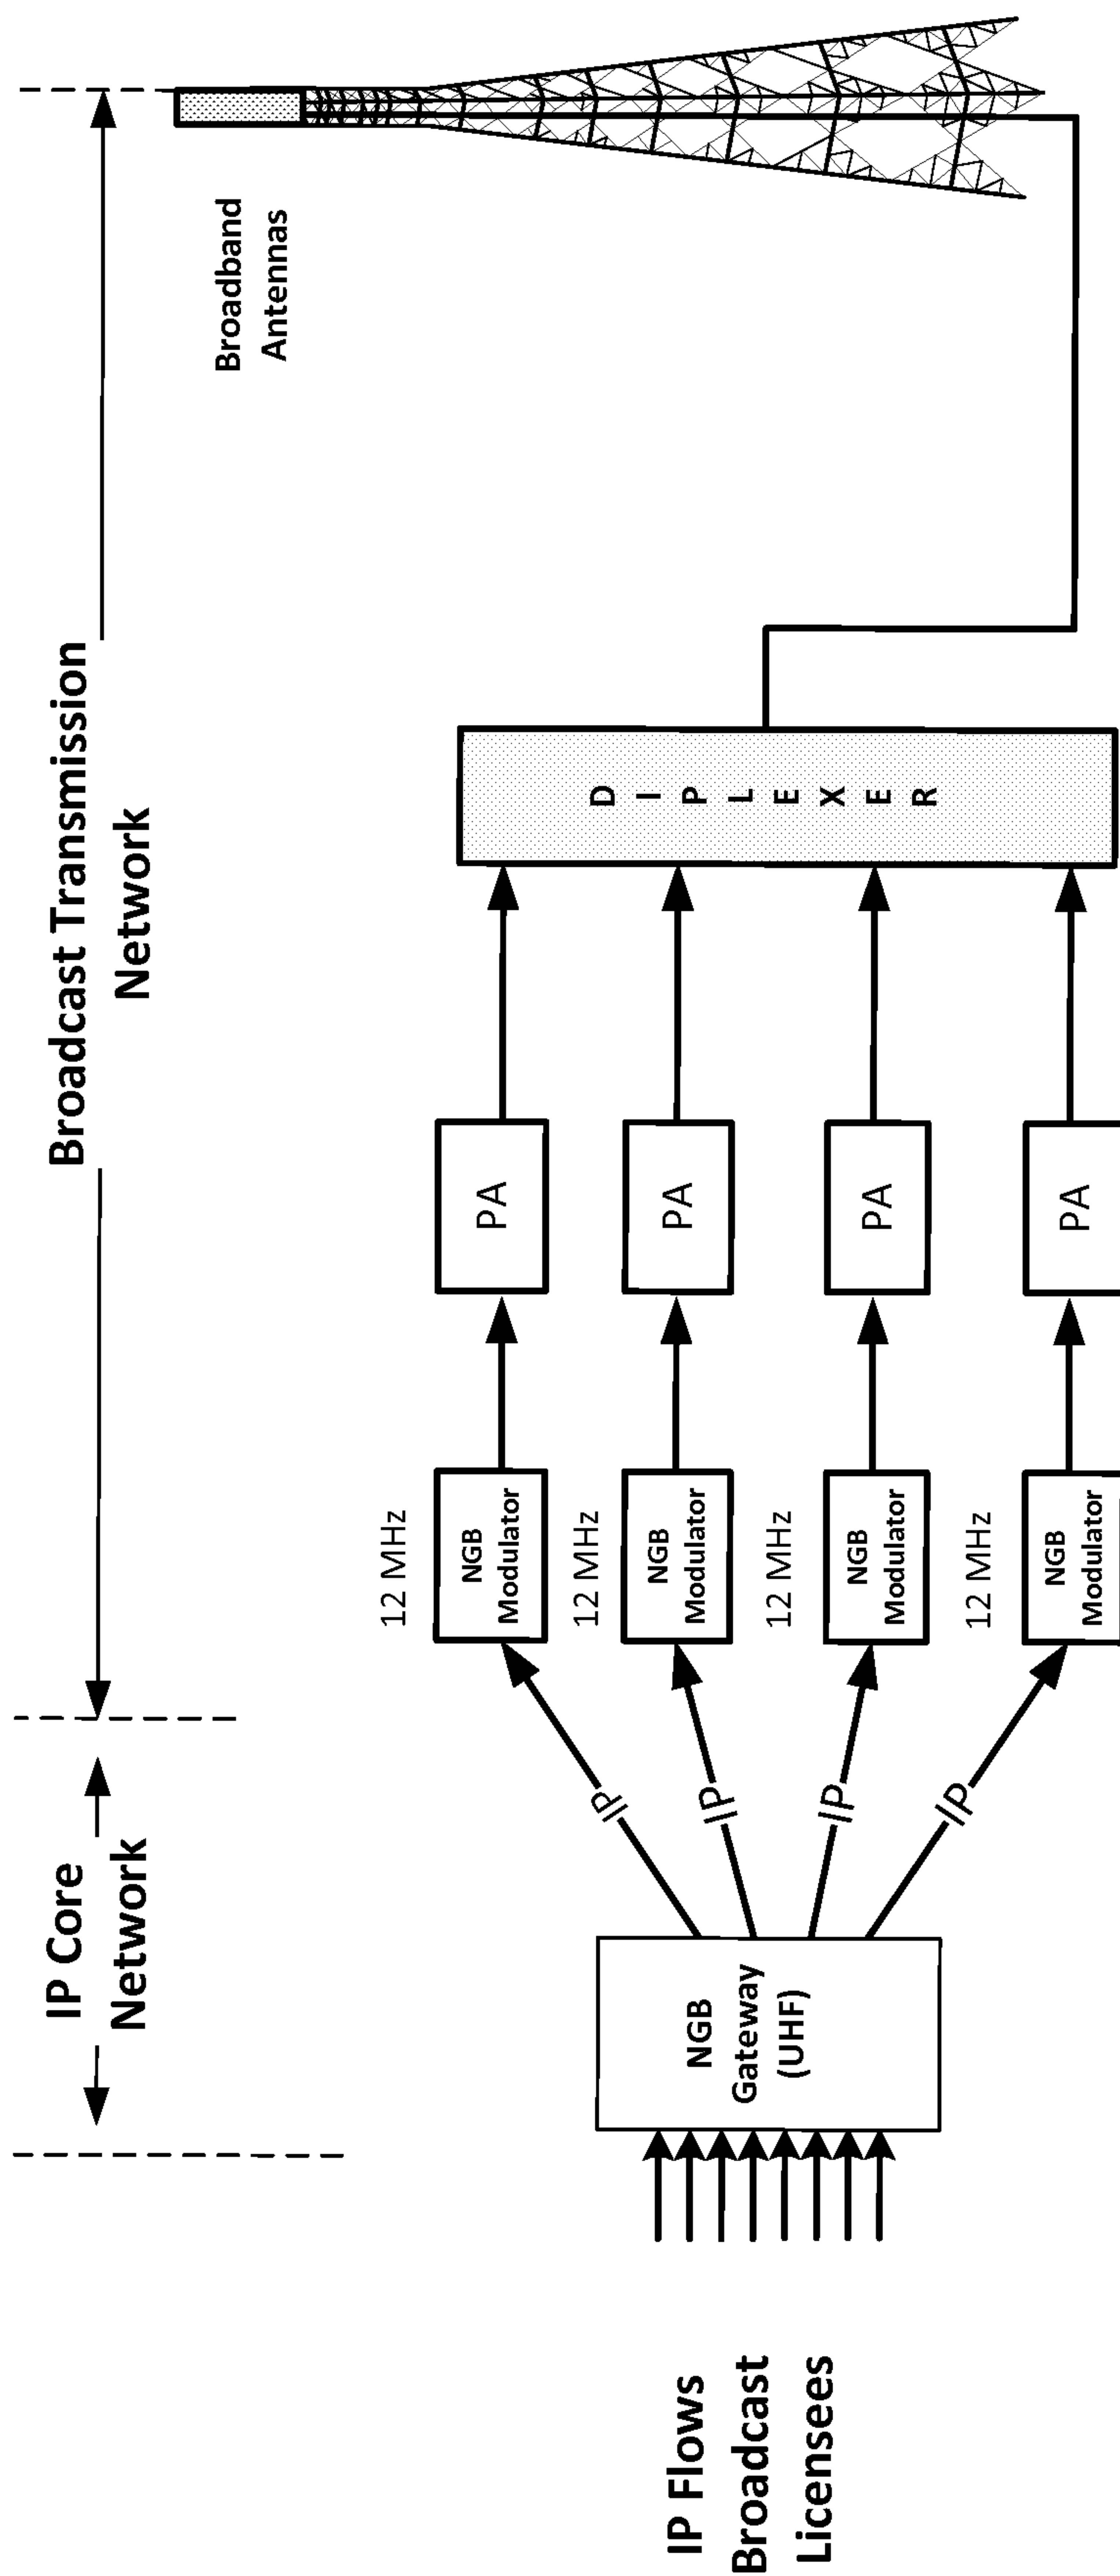 IP Core
Network
Broadcast Transmission
Network
Broadband
Antennas
IP Flows
Broadcast
Licensees
NGB
Gateway
(UHF)
IP
IP
IP
IP
12 MHz
NGB
Modulator
PA
12 MHz
NGB
Modulator
PA
12 MHz
NGB
Modulator
PA
12 MHz
NGB
Modulator
PA
D
I
P
L
E
X
E
R